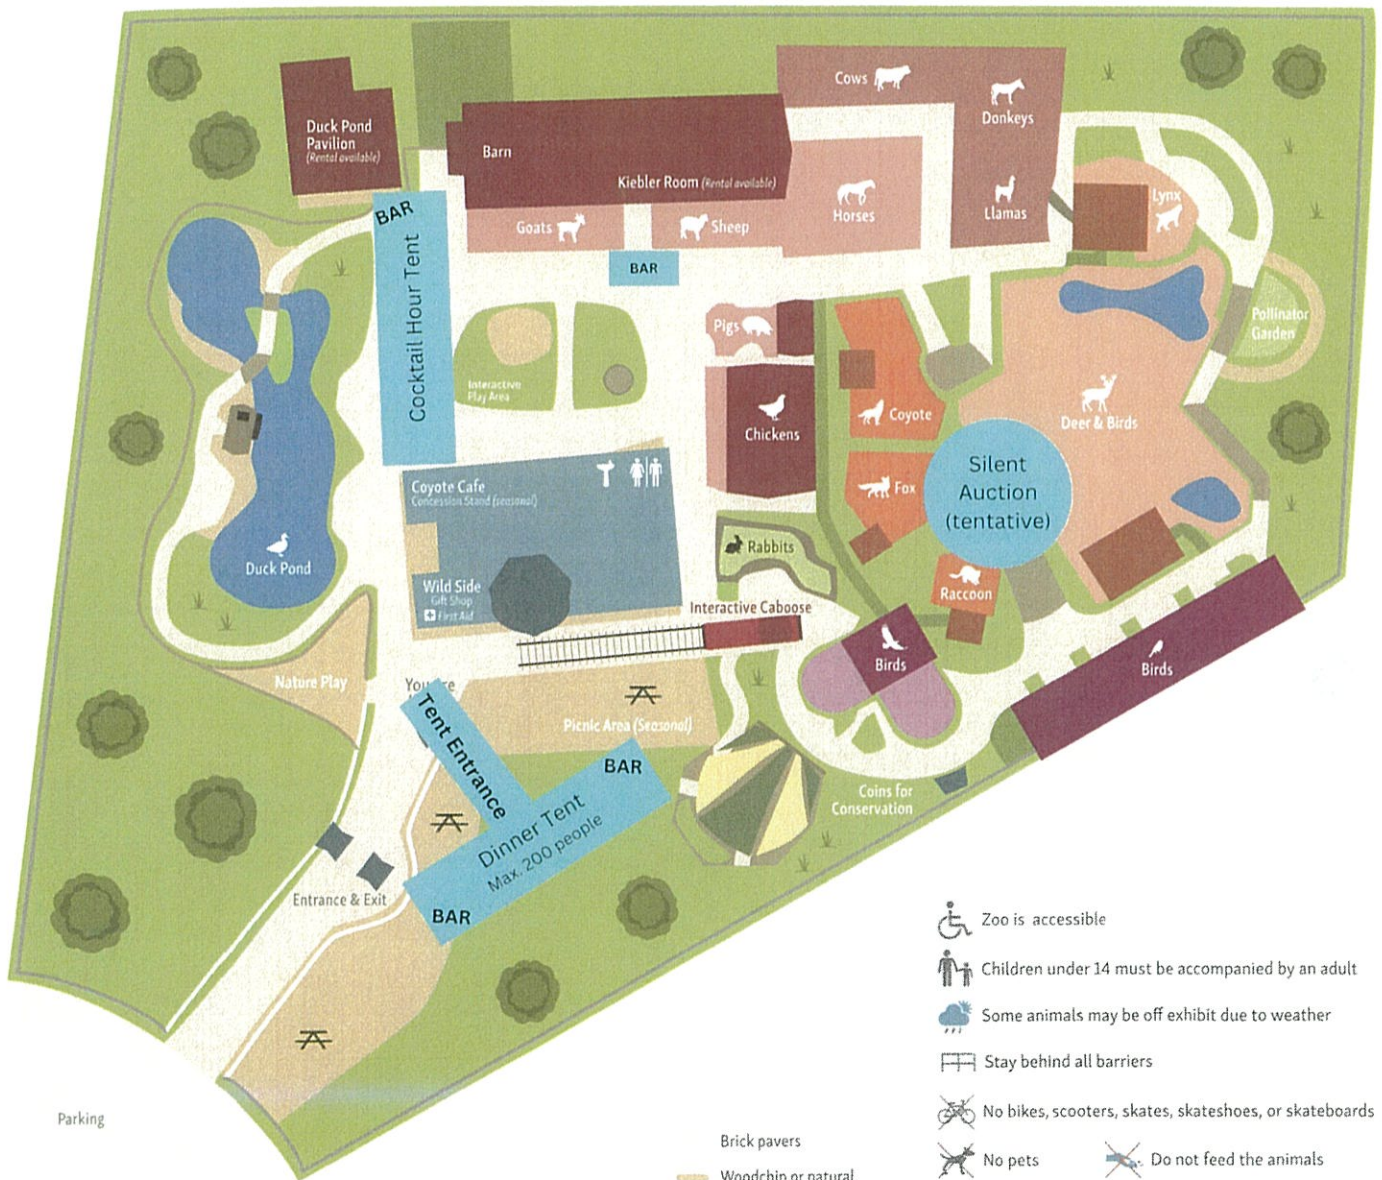 Cows
Donkeys
Duck Pond
Pavilion
(Rental available)
Barn
Kiebler Room (Rental available)
Lynx
BAR
Goats
Sheep
Horses
Llamas
Cocktail Hour Tent
BAR
Pigs
Pollinator
Garden
Interactive
Play Area
Coyote
Deer & Birds
Chickens
Silent
Auction
(tentative)
Coyote Cafe
Concession Stand (seasonal)
Fox
Rabbits
Duck Pond
Wild Side
Gift Shop
First Aid
Raccoon
Interactive Caboose
Birds
Birds
Nature Play
You
Tent Entrance
Picnic Area (Seasonal)
BAR
Dinner Tent
Max. 200 people
BAR
Coins for
Conservation
Entrance & Exit
Zoo is accessible
Children under 14 must be accompanied by an adult
Some animals may be off exhibit due to weather
Stay behind all barriers
No bikes, scooters, skates, skateshoes, or skateboards
No pets
Do not feed the animals
Parking
Brick pavers
Woodchip or natural